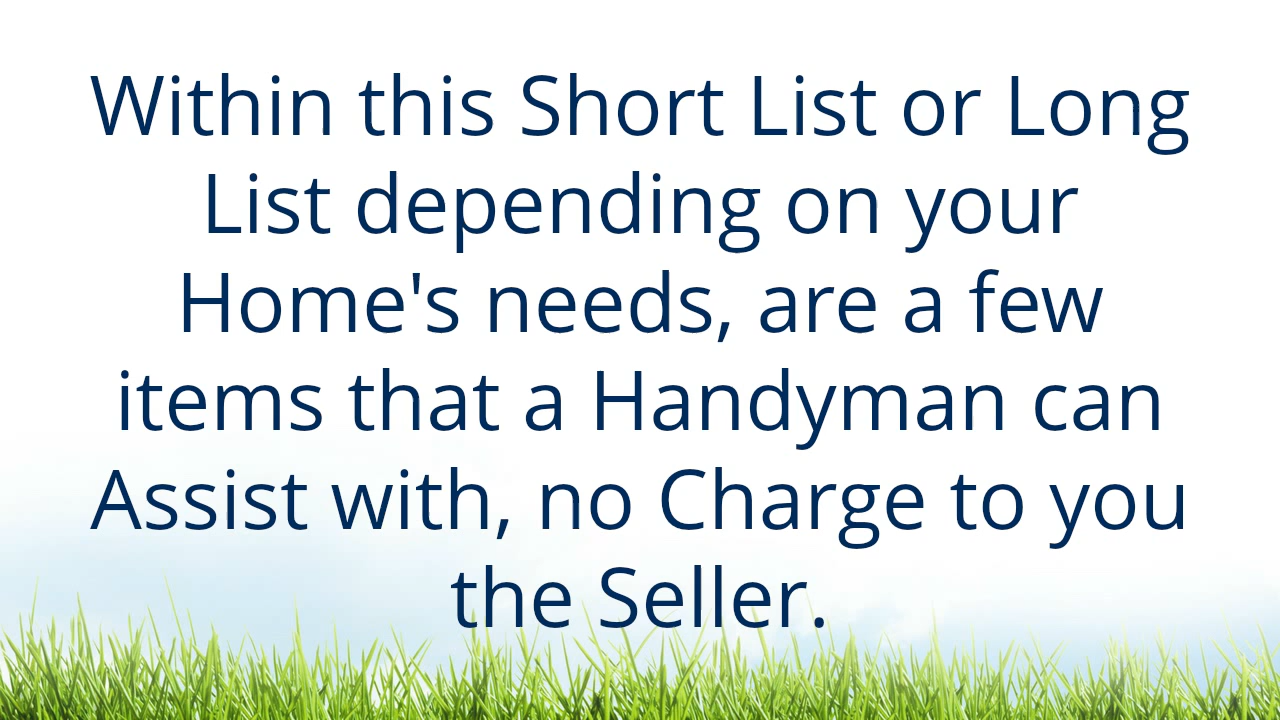 Within this Short List or Long
List depending on your
Home's needs, are a few
items that a Handyman can
Assist with, no Charge to you
the Seller.